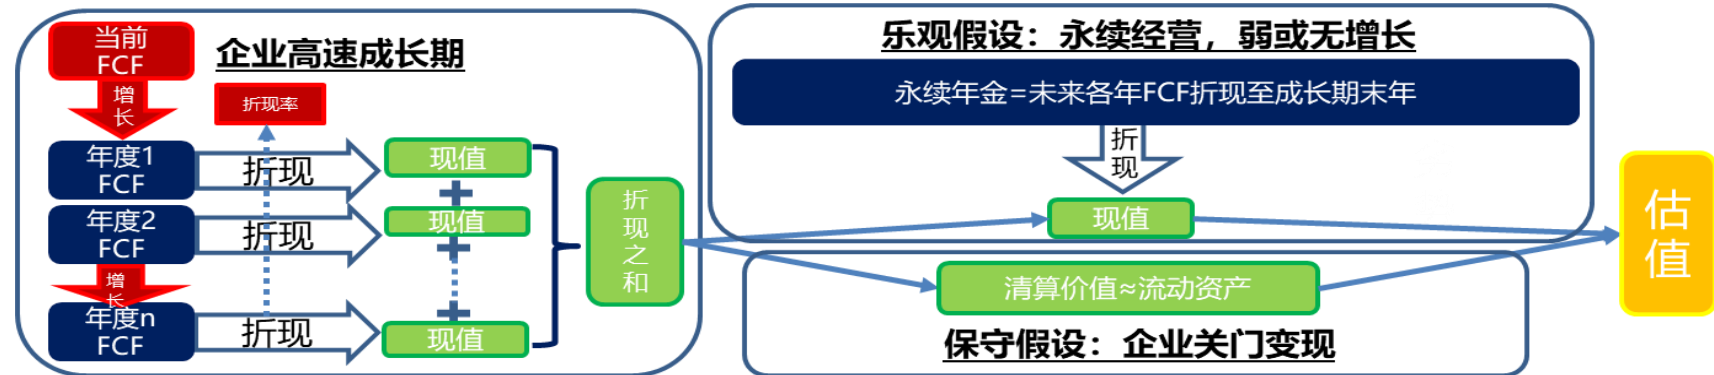 当前
FCF
增
长
企业高速成长期
折现率
年度1
FCF
折现
现值
年度2
FCF
折现
现值
增
长
年度n
FCF
折现
现值
折
现
之
和
乐观假设：永续经营，弱或无增长
永续年金=未来各年FCF折现至成长期末年
折
现
现值
清算价值≈流动资产
保守假设：企业关门变现
估
值